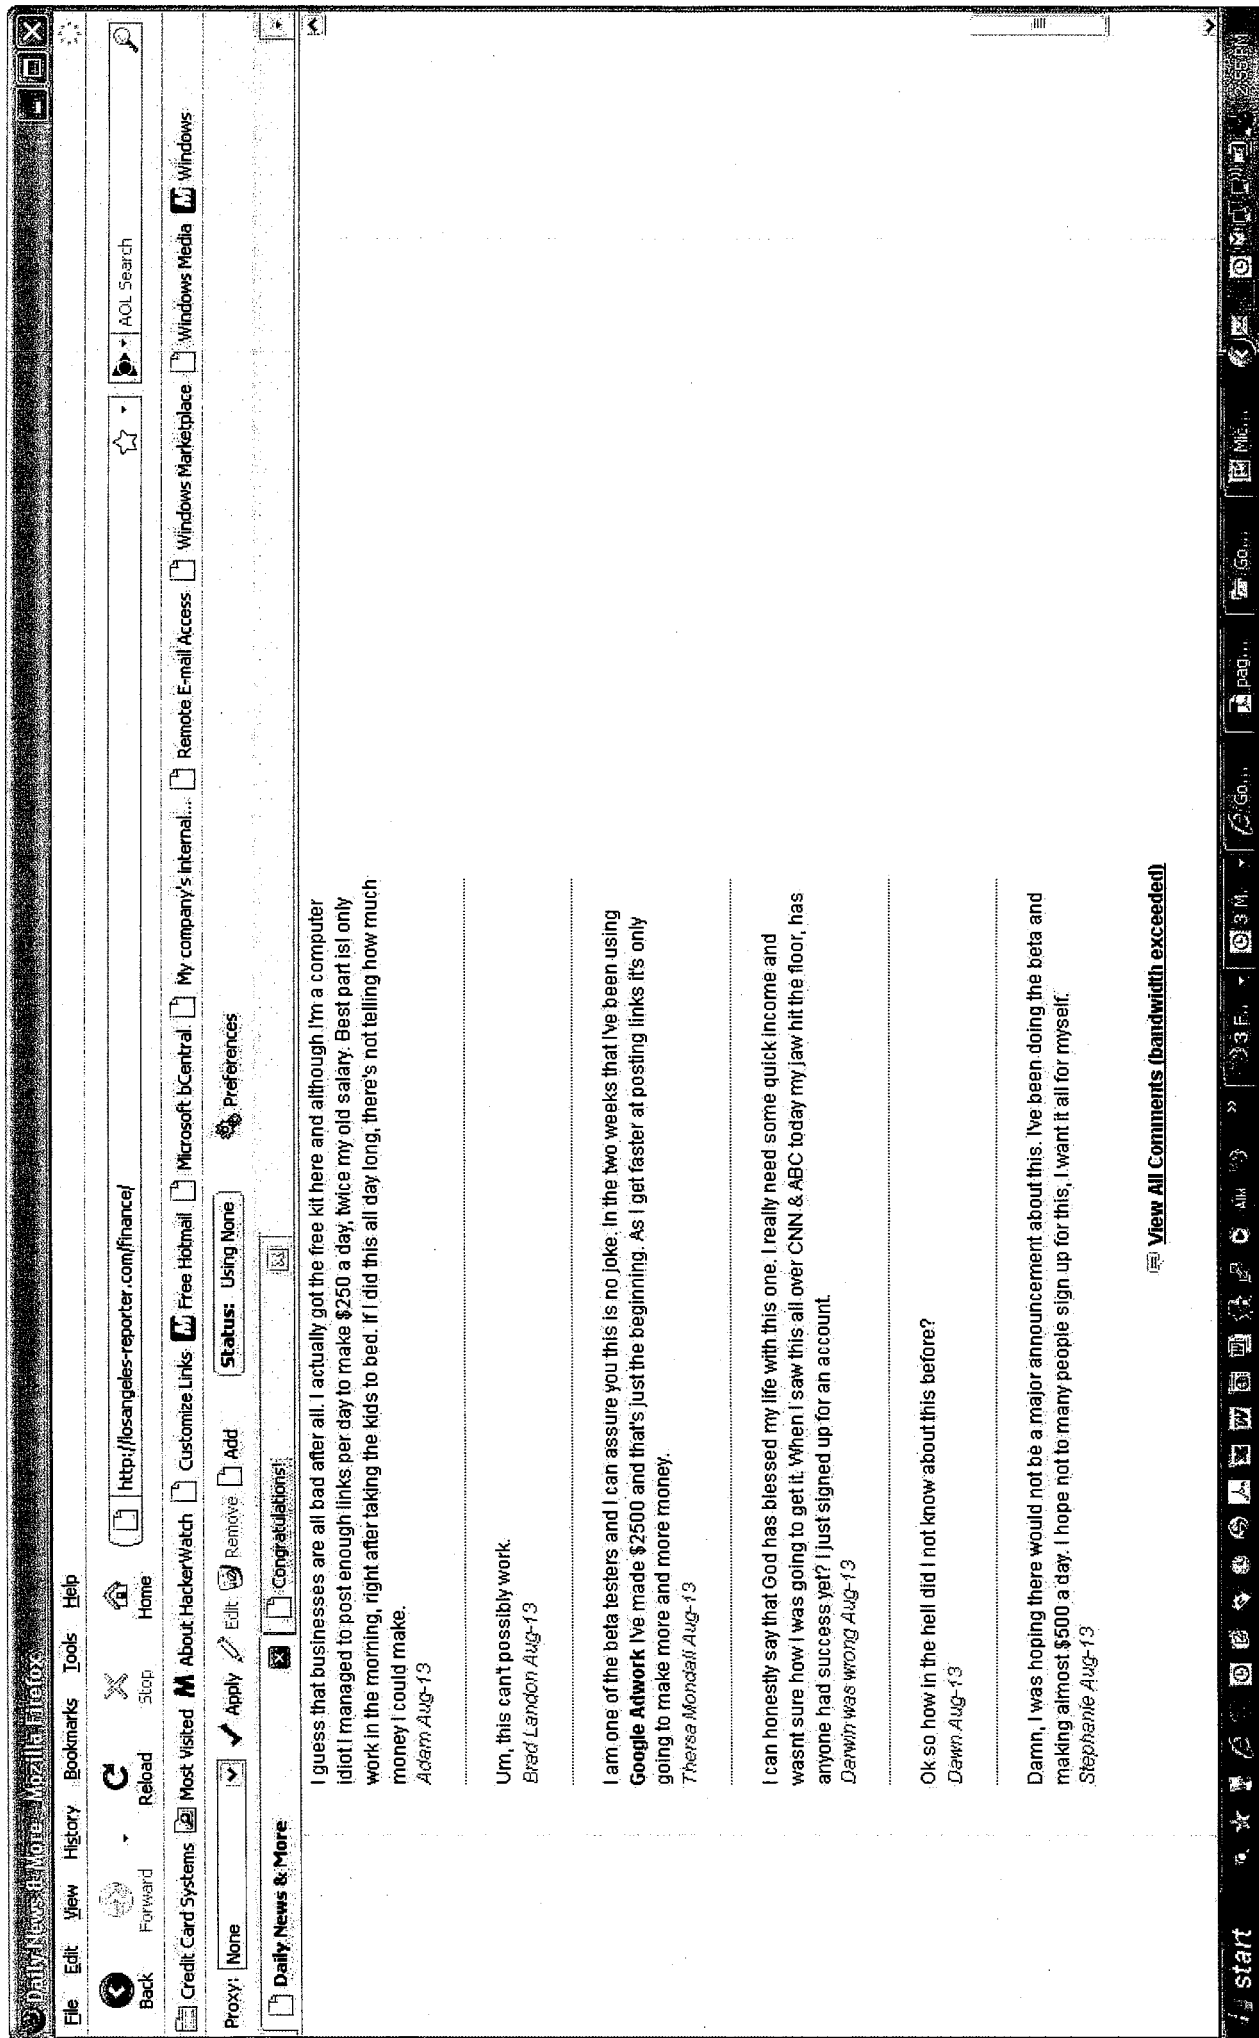 Daily News & More - Mozilla Firefox
File Edit View History Bookmarks Tools Help
Back Forward Reload Stop Home
http://losangeles-reporter.com/finance/
AOL Search
Credit Card Systems Most Visited About HackerWatch Customize Links Free Hotmail Microsoft bCentral My company's internal... Remote E-mail Access Windows Marketplace Windows Media Windows
Proxy: None Apply Edit Remove Add Status: Using None Preferences
Daily News & More Congratulations!
I guess that businesses are all bad after all. I actually got the free kit here and although I'm a computer
idiot I managed to post enough links per day to make $250 a day, twice my old salary. Best part is I only
work in the morning, right after taking the kids to bed. If I did this all day long, there's not telling how much
money I could make.
Adam Aug-13
Um, this can't possibly work.
Brad Landon Aug-13
I am one of the beta testers and I can assure you this is no joke. In the two weeks that I've been using
Google Adwork I've made $2500 and that's just the beginning. As I get faster at posting links it's only
going to make more and more money.
Thersa Mondali Aug-13
I can honestly say that God has blessed my life with this one. I really need some quick income and
wasnt sure how I was going to get it. When I saw this all over CNN & ABC today my jaw hit the floor, has
anyone had success yet? I just signed up for an account.
Darwin was wrong Aug-13
Ok so how in the hell did I not know about this before?
Dawn Aug-13
Damn, I was hoping there would not be a major announcement about this. I've been doing the beta and
making almost $500 a day. I hope not to many people sign up for this, I want it all for myself.
Stephanie Aug-13
View All Comments (bandwidth exceeded)
start 3 M. Go... pag... Go... Mic... 2:55 PM